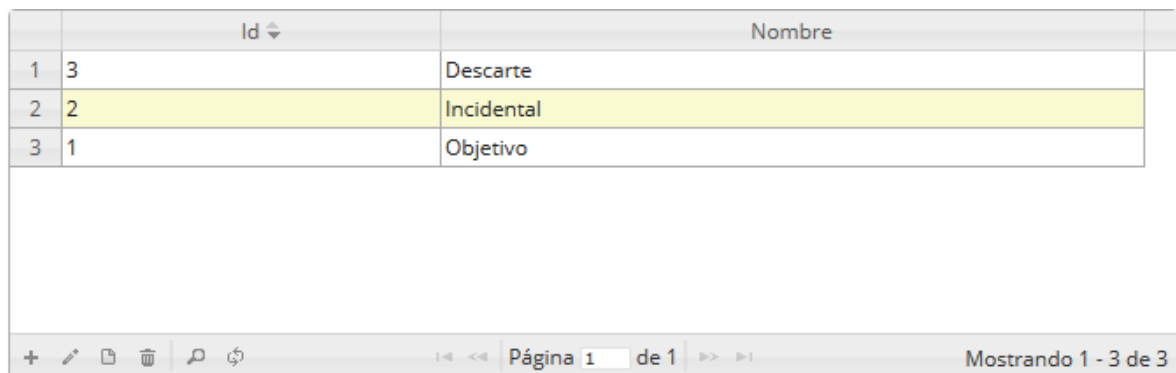 Id Nombre
1 3 Descarte
2 2 Incidental
3 1 Objetivo
Página 1 de 1 Mostrando 1 - 3 de 3